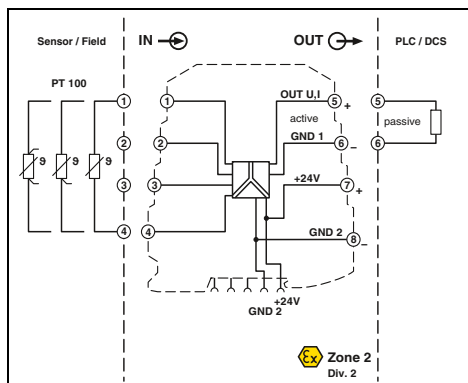 Sensor / Field
IN
OUT
PLC / DCS
PT 100
OUT U,I
1
1
5
+
5
active
passive
2
2
GND 1
6
–
6
ϑ
ϑ
ϑ
3
3
+24V
7
+
4
4
GND 2
8
–
+24V
GND 2
Ex
Zone 2
Div. 2